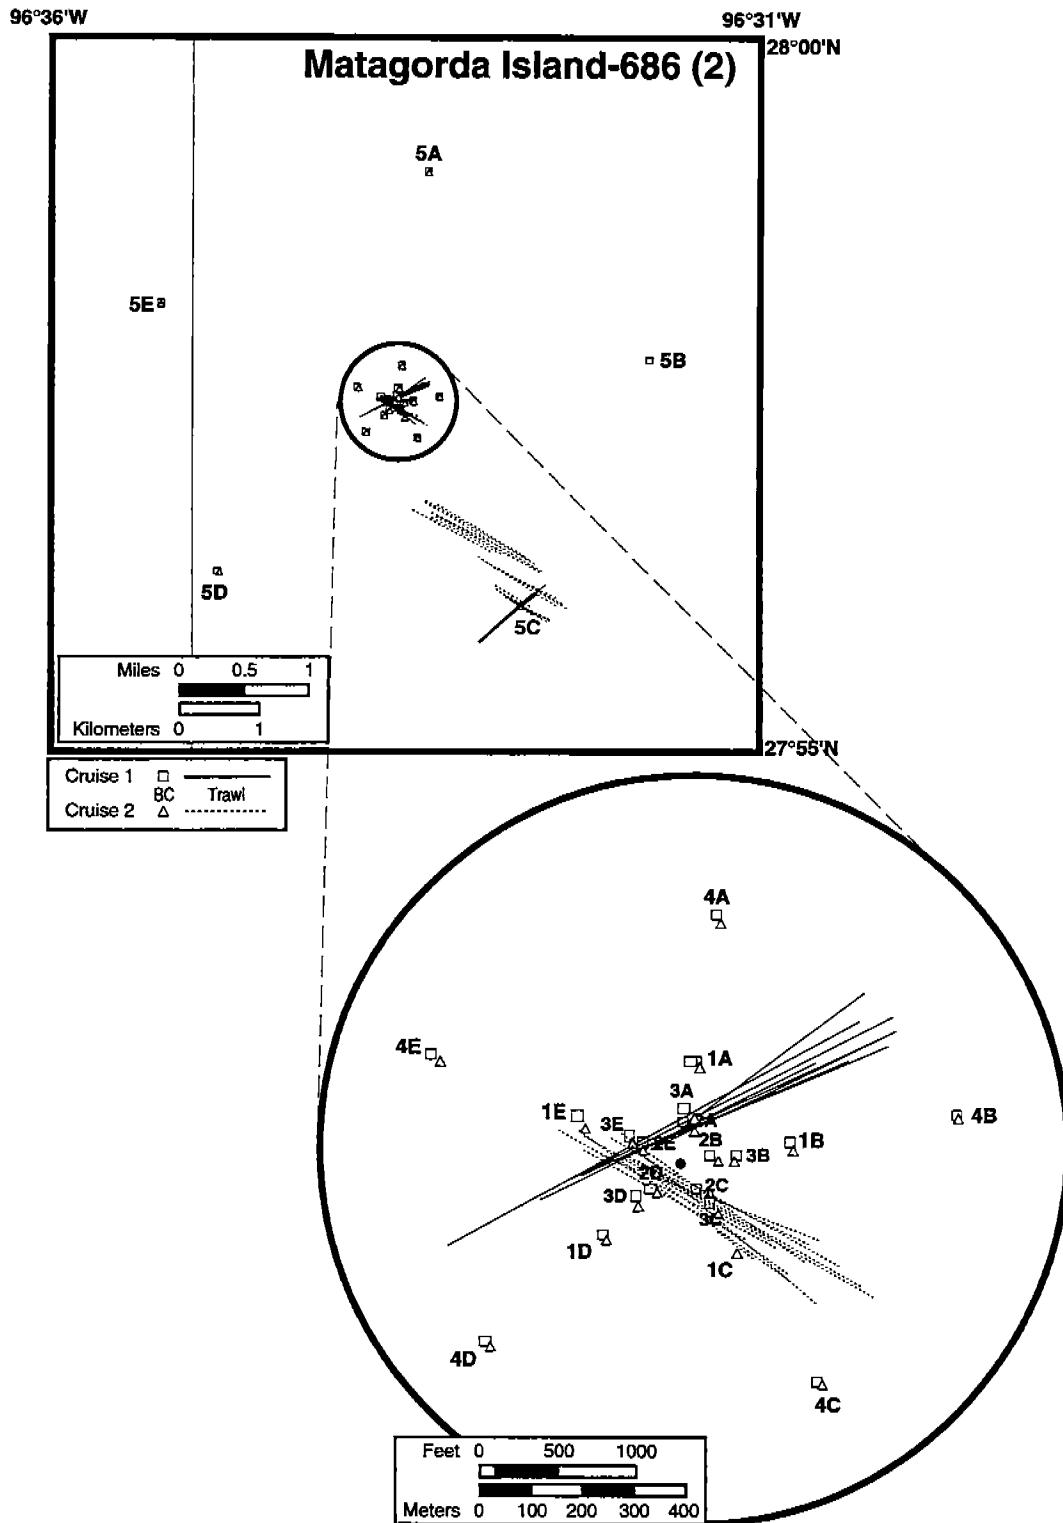 96°36'W
96°31'W
28°00'N
Matagorda Island-686 (2)
5A
5E
5B
5D
5C
Miles 0 0.5 1
Kilometers 0 1
27°55'N
Cruise 1
BC Trawl
Cruise 2
4A
4E
1A
3A
1E
3E
2A
2B
4B
1B
2E
3B
2D
2C
3D
3C
1D
1C
4D
4C
Feet 0 500 1000
Meters 0 100 200 300 400